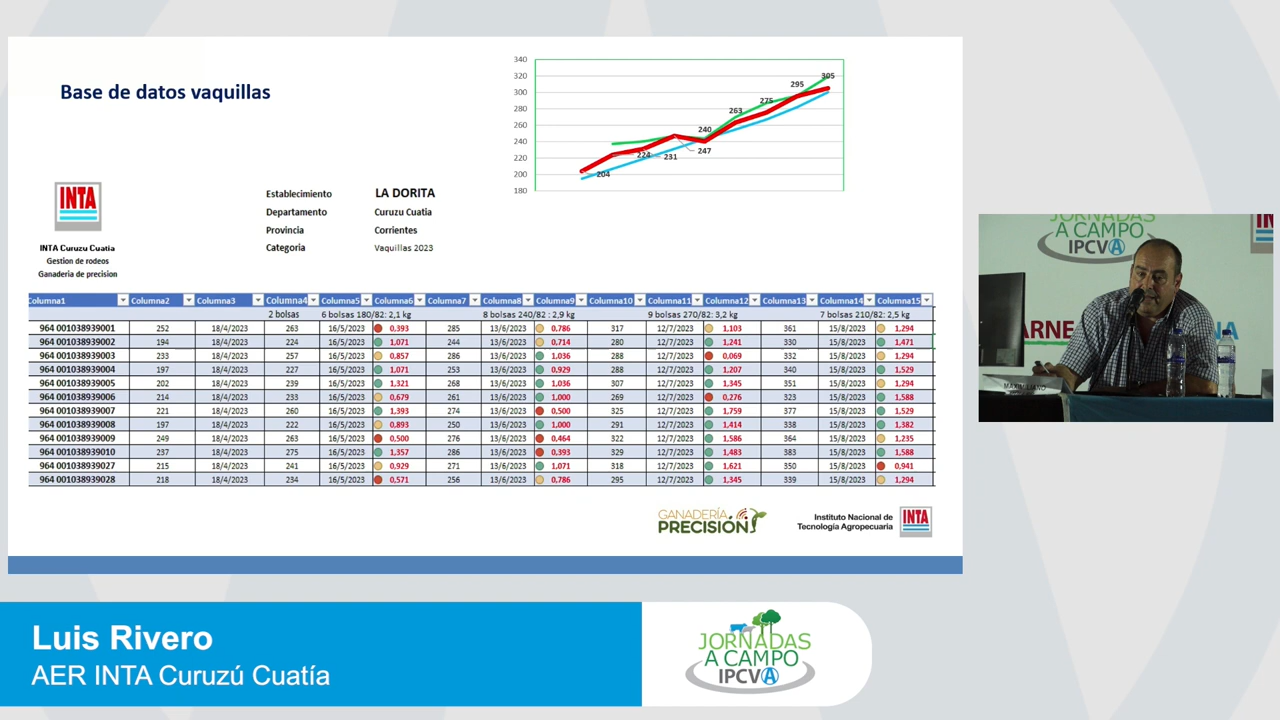 Base de datos vaquillas
340
320
300
280
260
240
220
200
180
204
224
231
247
240
263
275
295
305
INTA
INTA Curuzu Cuatia
Gestion de rodeos
Ganaderia de precision
Establecimiento LA DORITA
Departamento Curuzu Cuatia
Provincia Corrientes
Categoria Vaquillas 2023
Columna1 Columna2 Columna3 Columna4 Columna5 Columna6 Columna7 Columna8 Columna9 Columna10 Columna11 Columna12 Columna13 Columna14 Columna15
2 bolsas 6 bolsas 180/82: 2,1 kg 8 bolsas 240/82 : 2,9 kg 9 bolsas 270/82: 3,2 kg 7 bolsas 210/82: 2,5 kg
964 001038939001 252 18/4/2023 263 16/5/2023 0,393 285 13/6/2023 0,786 317 12/7/2023 1,103 361 15/8/2023 1,294
964 001038939002 194 18/4/2023 224 16/5/2023 1,071 244 13/6/2023 0,714 280 12/7/2023 1,241 330 15/8/2023 1,471
964 001038939003 233 18/4/2023 257 16/5/2023 0,857 286 13/6/2023 1,036 288 12/7/2023 0,069 332 15/8/2023 1,294
964 001038939004 197 18/4/2023 227 16/5/2023 1,071 253 13/6/2023 0,929 288 12/7/2023 1,207 340 15/8/2023 1,529
964 001038939005 202 18/4/2023 239 16/5/2023 1,321 268 13/6/2023 1,036 307 12/7/2023 1,345 351 15/8/2023 1,294
964 001038939006 214 18/4/2023 233 16/5/2023 0,679 261 13/6/2023 1,000 269 12/7/2023 0,276 323 15/8/2023 1,588
964 001038939007 221 18/4/2023 260 16/5/2023 1,393 274 13/6/2023 0,500 325 12/7/2023 1,759 377 15/8/2023 1,529
964 001038939008 197 18/4/2023 222 16/5/2023 0,893 250 13/6/2023 1,000 291 12/7/2023 1,414 338 15/8/2023 1,382
964 001038939009 249 18/4/2023 263 16/5/2023 0,500 276 13/6/2023 0,464 322 12/7/2023 1,586 364 15/8/2023 1,235
964 001038939010 237 18/4/2023 275 16/5/2023 1,357 286 13/6/2023 0,393 329 12/7/2023 1,483 383 15/8/2023 1,588
964 001038939027 215 18/4/2023 241 16/5/2023 0,929 271 13/6/2023 1,071 318 12/7/2023 1,621 350 15/8/2023 0,941
964 001038939028 218 18/4/2023 234 16/5/2023 0,571 256 13/6/2023 0,786 295 12/7/2023 1,345 339 15/8/2023 1,294
GANADERÍA
PRECISIÓN
Instituto Nacional de
Tecnología Agropecuaria
INTA
JORNADAS
A CAMPO
IPCVA
MAXIMILIANO
Luis Rivero
AER INTA Curuzú Cuatía
JORNADAS
A CAMPO
IPCVA